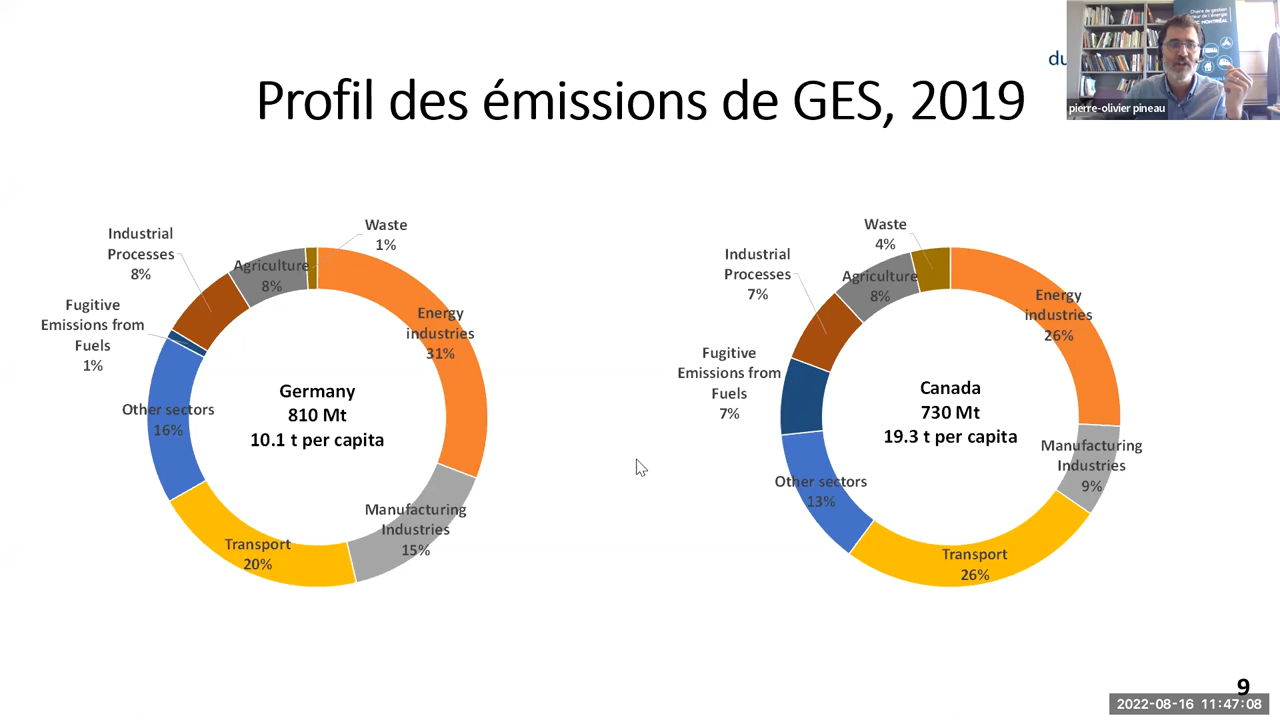 Profil des émissions de GES, 2019
du
Chaire de gestion
pierre-olivier pineau
Waste
1%
Industrial
Processes
8%
Agriculture
8%
Fugitive
Emissions from
Fuels
1%
Energy
industries
31%
Other sectors
16%
Germany
810 Mt
10.1 t per capita
Manufacturing
Industries
15%
Transport
20%
Waste
4%
Industrial
Processes
7%
Agriculture
8%
Energy
industries
26%
Fugitive
Emissions from
Fuels
7%
Canada
730 Mt
19.3 t per capita
Manufacturing
Industries
9%
Other sectors
13%
Transport
26%
9
2022-08-16 11:47:08